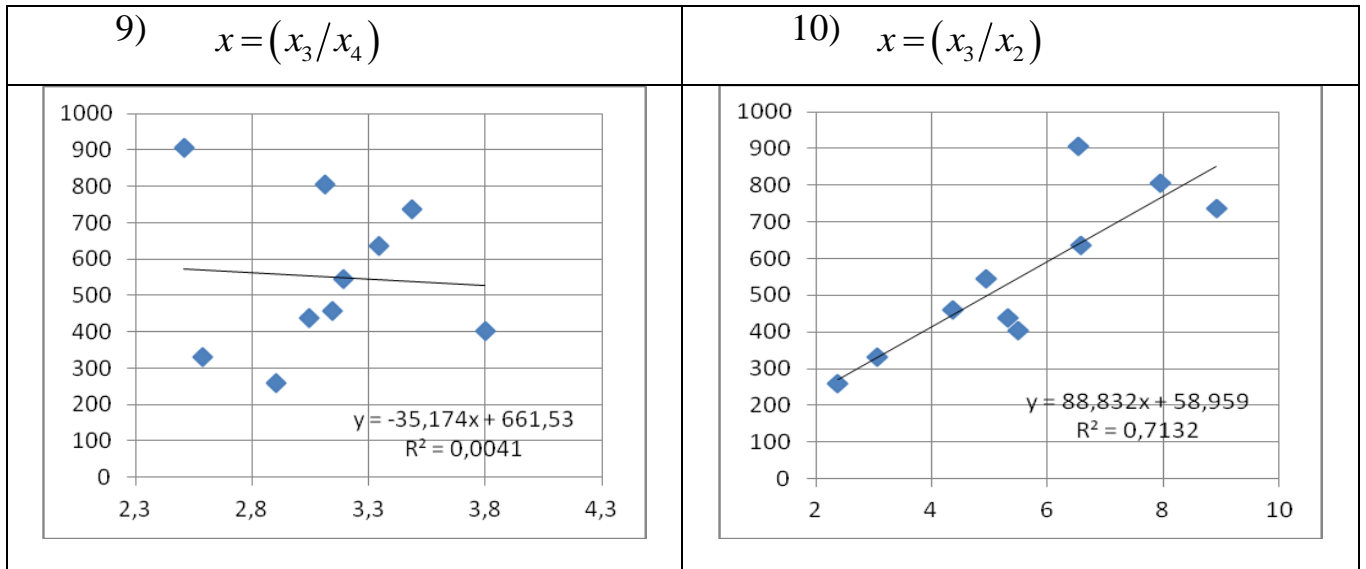 9) x = (x₃/x₄)
1000
900
800
700
600
500
400
300
200
100
0
2,3 2,8 3,3 3,8 4,3
y = -35,174x + 661,53
R² = 0,0041
10) x = (x₃/x₂)
1000
900
800
700
600
500
400
300
200
100
0
2 4 6 8 10
y = 88,832x + 58,959
R² = 0,7132